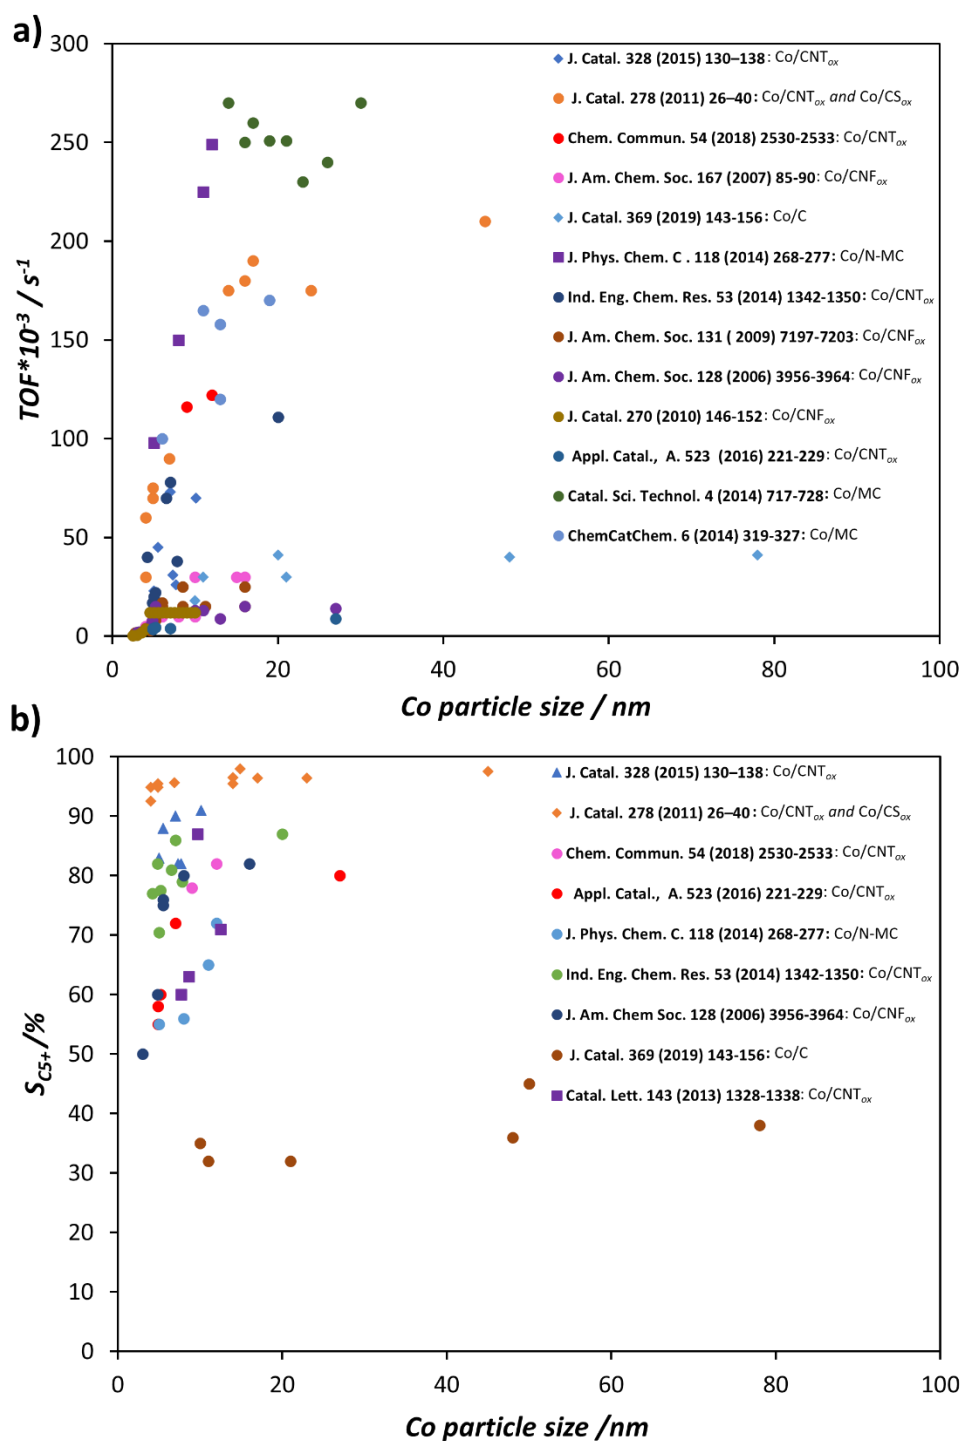 a)
300
250
200
150
100
50
0
TOF*10⁻³ / s⁻¹
J. Catal. 328 (2015) 130–138: Co/CNTox
J. Catal. 278 (2011) 26–40: Co/CNTox and Co/CSox
Chem. Commun. 54 (2018) 2530-2533: Co/CNTox
J. Am. Chem. Soc. 167 (2007) 85-90: Co/CNFox
J. Catal. 369 (2019) 143-156: Co/C
J. Phys. Chem. C . 118 (2014) 268-277: Co/N-MC
Ind. Eng. Chem. Res. 53 (2014) 1342-1350: Co/CNTox
J. Am. Chem. Soc. 131 ( 2009) 7197-7203: Co/CNFox
J. Am. Chem. Soc. 128 (2006) 3956-3964: Co/CNFox
J. Catal. 270 (2010) 146-152: Co/CNFox
Appl. Catal., A. 523 (2016) 221-229: Co/CNTox
Catal. Sci. Technol. 4 (2014) 717-728: Co/MC
ChemCatChem. 6 (2014) 319-327: Co/MC
0 20 40 60 80 100
Co particle size / nm
b)
100
90
80
70
60
50
40
30
20
10
0
SC5+ /%
J. Catal. 328 (2015) 130–138: Co/CNTox
J. Catal. 278 (2011) 26–40: Co/CNTox and Co/CSox
Chem. Commun. 54 (2018) 2530-2533: Co/CNTox
Appl. Catal., A. 523 (2016) 221-229: Co/CNTox
J. Phys. Chem. C. 118 (2014) 268-277: Co/N-MC
Ind. Eng. Chem. Res. 53 (2014) 1342-1350: Co/CNTox
J. Am. Chem Soc. 128 (2006) 3956-3964: Co/CNFox
J. Catal. 369 (2019) 143-156: Co/C
Catal. Lett. 143 (2013) 1328-1338: Co/CNTox
0 20 40 60 80 100
Co particle size /nm